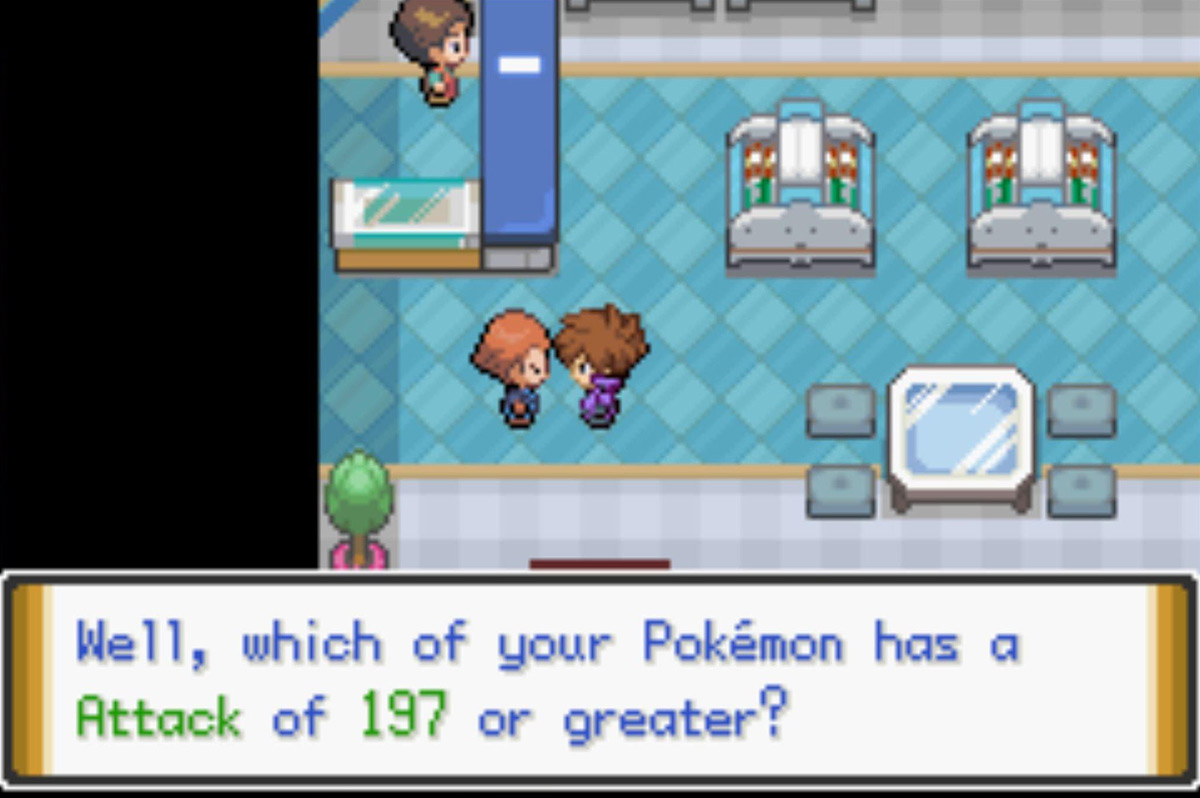 Well, which of your Pokémon has a
Attack of 197 or greater?